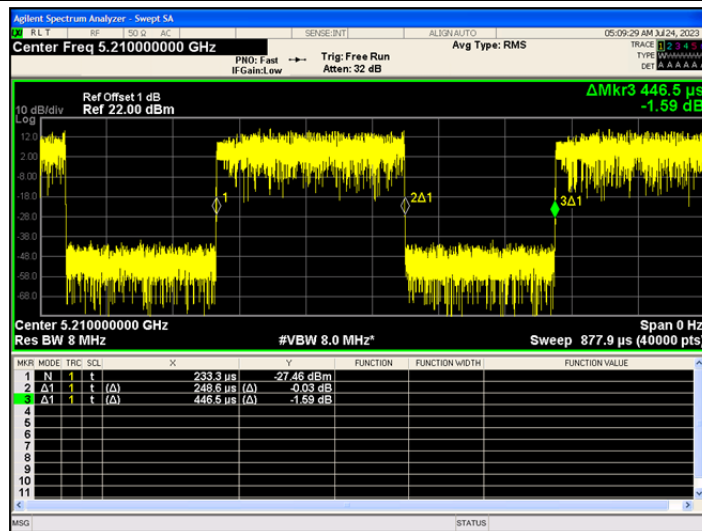 Agilent Spectrum Analyzer - Swept SA
RLT RF 50 Ω AC SENSE:INT ALIGN AUTO 05:09:29 AM Jul 24, 2023
Center Freq 5.210000000 GHz
Avg Type: RMS
TRACE 1 2 3 4 5
PNO: Fast Trig: Free Run
TYPE
IFGain:Low Atten: 32 dB
DET A A A A A
ΔMkr3 446.5 µs
-1.59 dB
Ref Offset 1 dB
10 dB/div Ref 22.00 dBm
Log
12.0
2.00
-8.00
-18.0
-28.0
-38.0
-48.0
-58.0
-68.0
1
2Δ1
3Δ1
Center 5.210000000 GHz Span 0 Hz
Res BW 8 MHz #VBW 8.0 MHz* Sweep 877.9 µs (40000 pts)
MKR MODE TRC SCL X Y FUNCTION FUNCTION WIDTH FUNCTION VALUE
1 N 1 t 233.3 µs -27.46 dBm
2 Δ1 1 t (Δ) 248.6 µs (Δ) -0.03 dB
3 Δ1 1 t (Δ) 446.5 µs (Δ) -1.59 dB
4
5
6
7
8
9
10
11
MSG STATUS